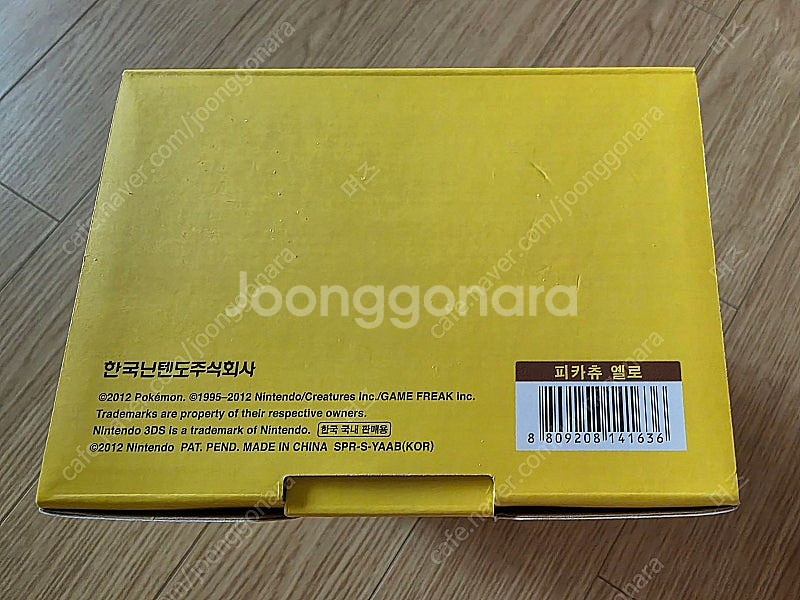 Joonggonara
한국닌텐도주식회사
©2012 Pokémon. ©1995–2012 Nintendo/Creatures inc./GAME FREAK inc.
Trademarks are property of their respective owners.
Nintendo 3DS is a trademark of Nintendo. 한국 국내 판매용
©2012 Nintendo PAT. PEND. MADE IN CHINA SPR-S-YAAB(KOR)
피카츄 옐로
8 809208 141636
cafe.naver.com/joonggonara